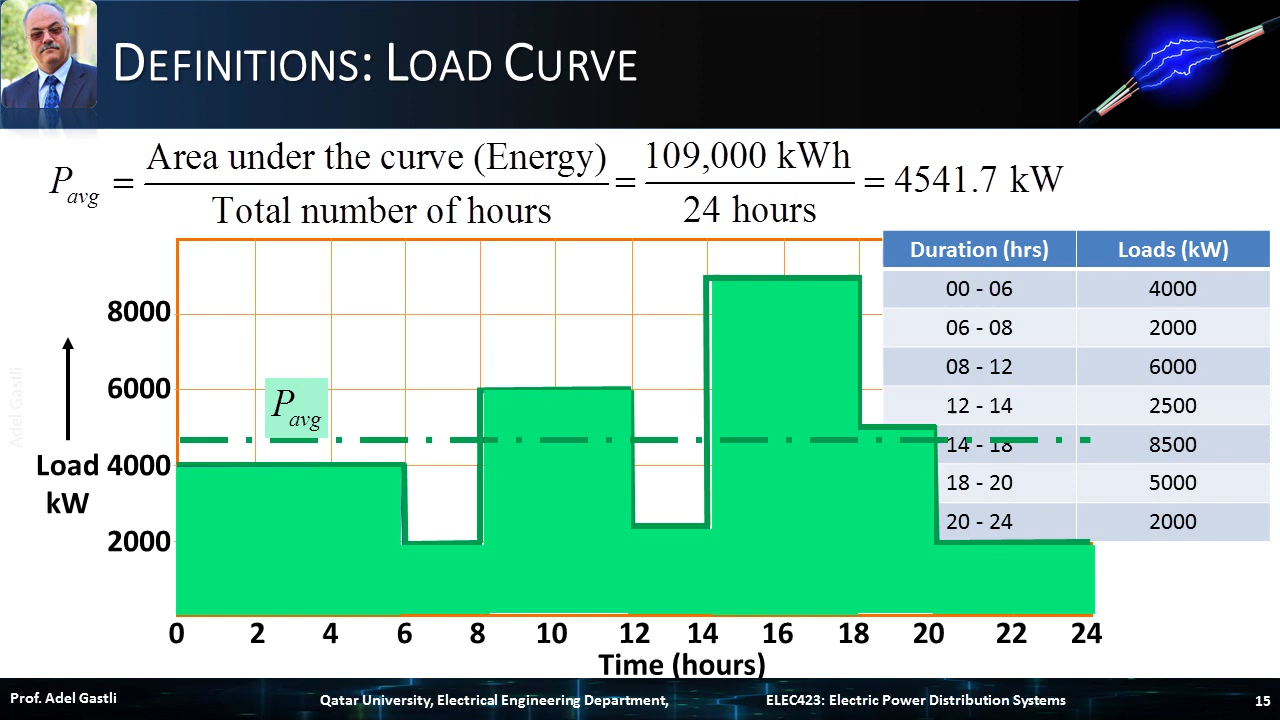 DEFINITIONS: LOAD CURVE
P_avg = Area under the curve (Energy) / Total number of hours = 109,000 kWh / 24 hours = 4541.7 kW
Duration (hrs) Loads (kW)
00 - 06 4000
06 - 08 2000
08 - 12 6000
12 - 14 2500
14 - 18 8500
18 - 20 5000
20 - 24 2000
8000
6000
P_avg
Load 4000
kW
2000
0 2 4 6 8 10 12 14 16 18 20 22 24
Time (hours)
Adel Gastli
Prof. Adel Gastli Qatar University, Electrical Engineering Department, ELEC423: Electric Power Distribution Systems 15